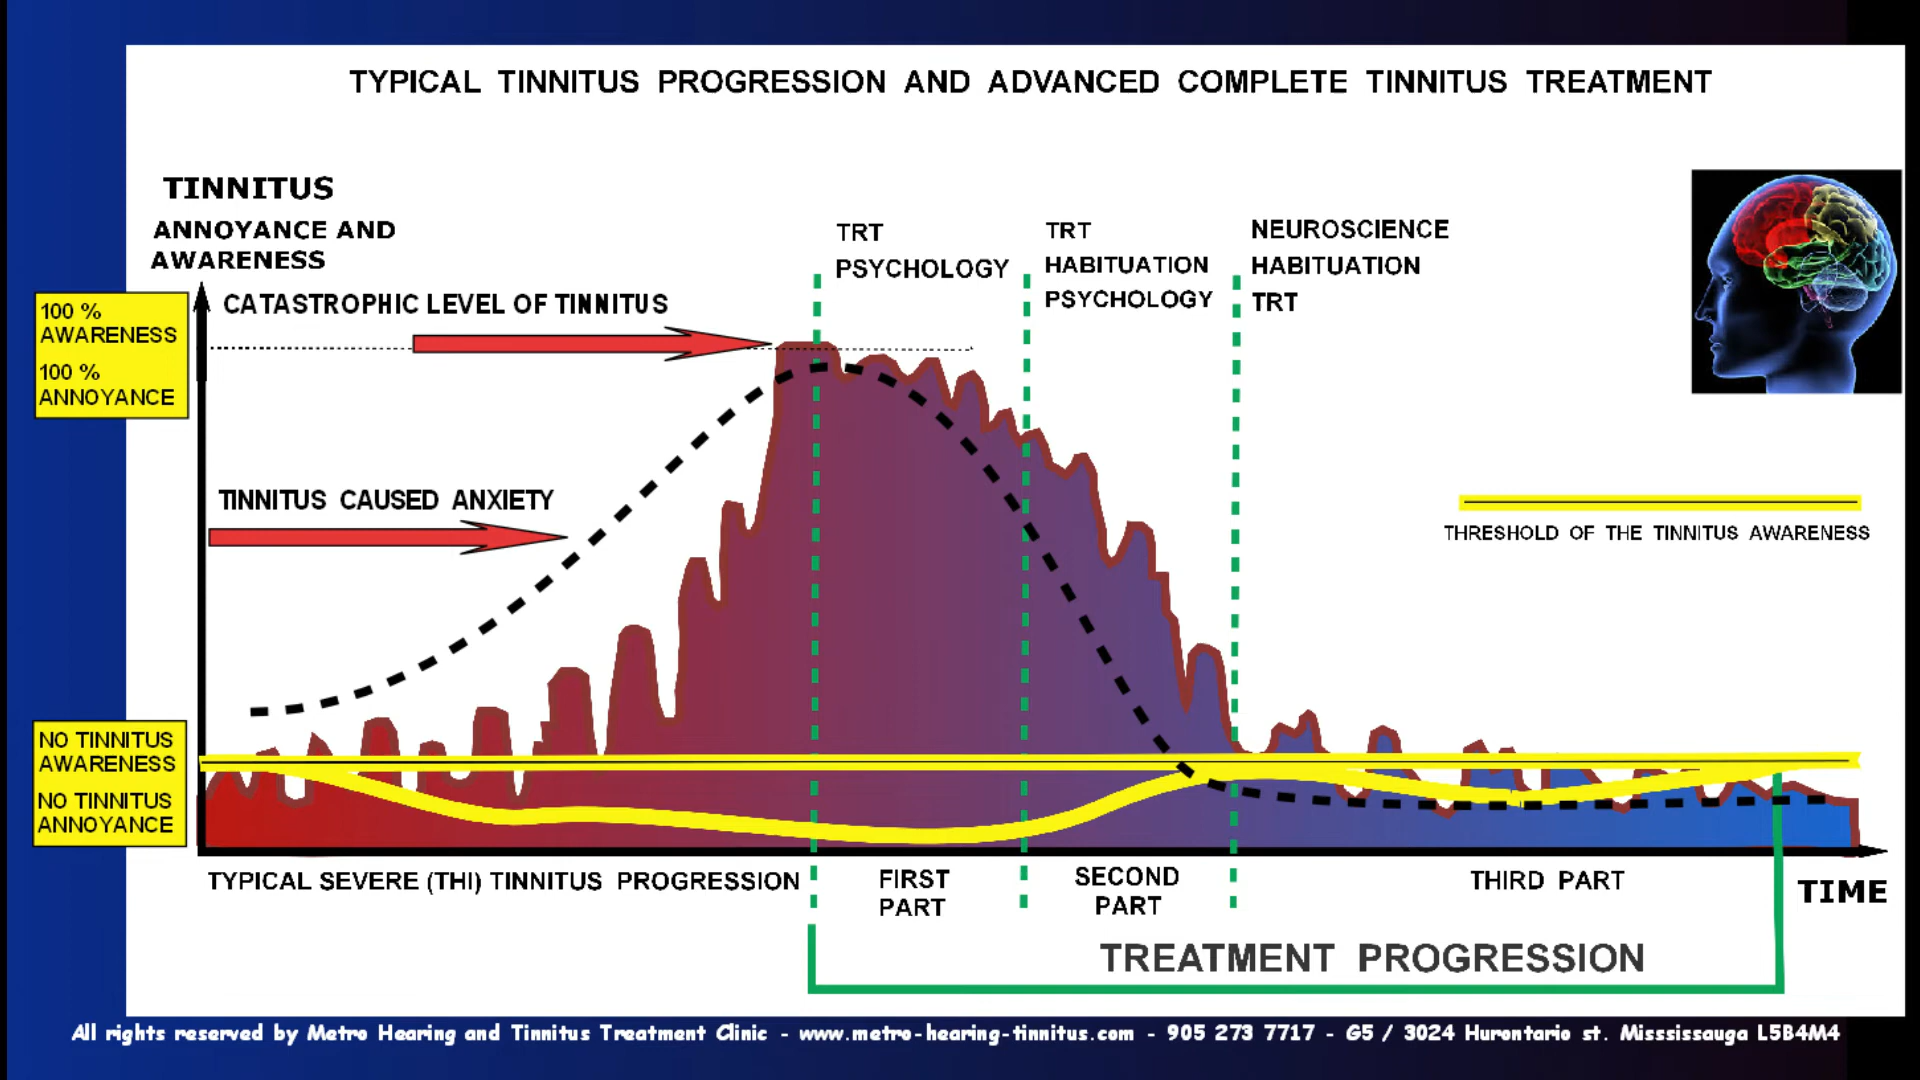 TYPICAL TINNITUS PROGRESSION AND ADVANCED COMPLETE TINNITUS TREATMENT
TINNITUS
ANNOYANCE AND
AWARENESS
100 %
AWARENESS
100 %
ANNOYANCE
CATASTROPHIC LEVEL OF TINNITUS
TRT
PSYCHOLOGY
TRT
HABITUATION
PSYCHOLOGY
NEUROSCIENCE
HABITUATION
TRT
TINNITUS CAUSED ANXIETY
THRESHOLD OF THE TINNITUS AWARENESS
NO TINNITUS
AWARENESS
NO TINNITUS
ANNOYANCE
TYPICAL SEVERE (THI) TINNITUS PROGRESSION
FIRST
PART
SECOND
PART
THIRD PART
TIME
TREATMENT PROGRESSION
All rights reserved by Metro Hearing and Tinnitus Treatment Clinic - www.metro-hearing-tinnitus.com - 905 273 7717 - G5 / 3024 Hurontario st. Misssissauga L5B4M4